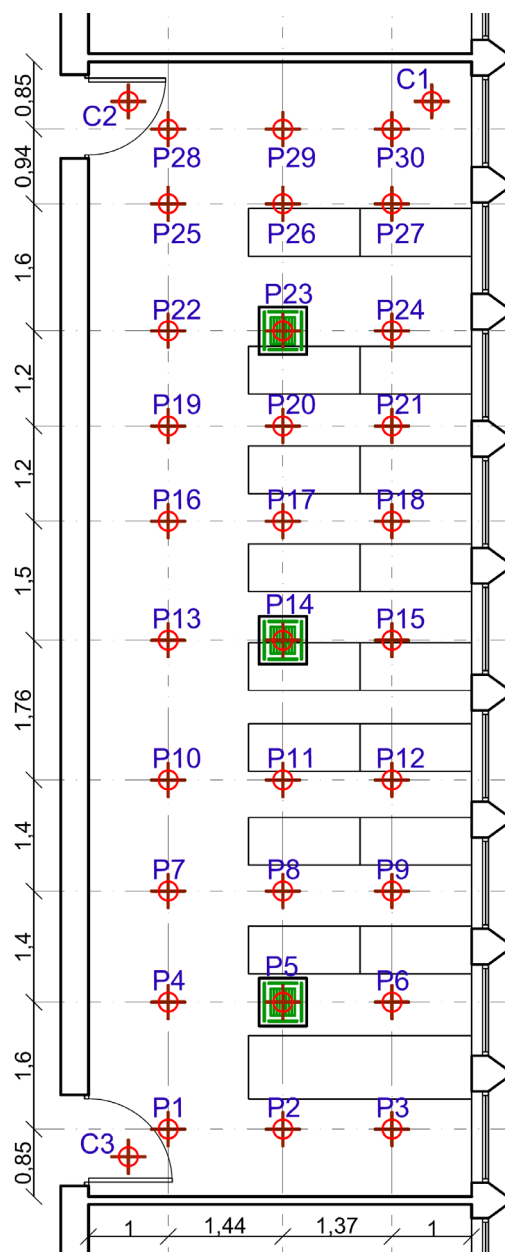 C1
C2
0,85
P28 P29 P30
0,94
P25 P26 P27
1,6
P23
P22 P24
1,2
P19 P20 P21
1,2
P16 P17 P18
1,5
P14
P13 P15
1,76
P10 P11 P12
1,4
P7 P8 P9
1,4
P5
P4 P6
1,6
P1 P2 P3
C3
0,85
1 1,44 1,37 1